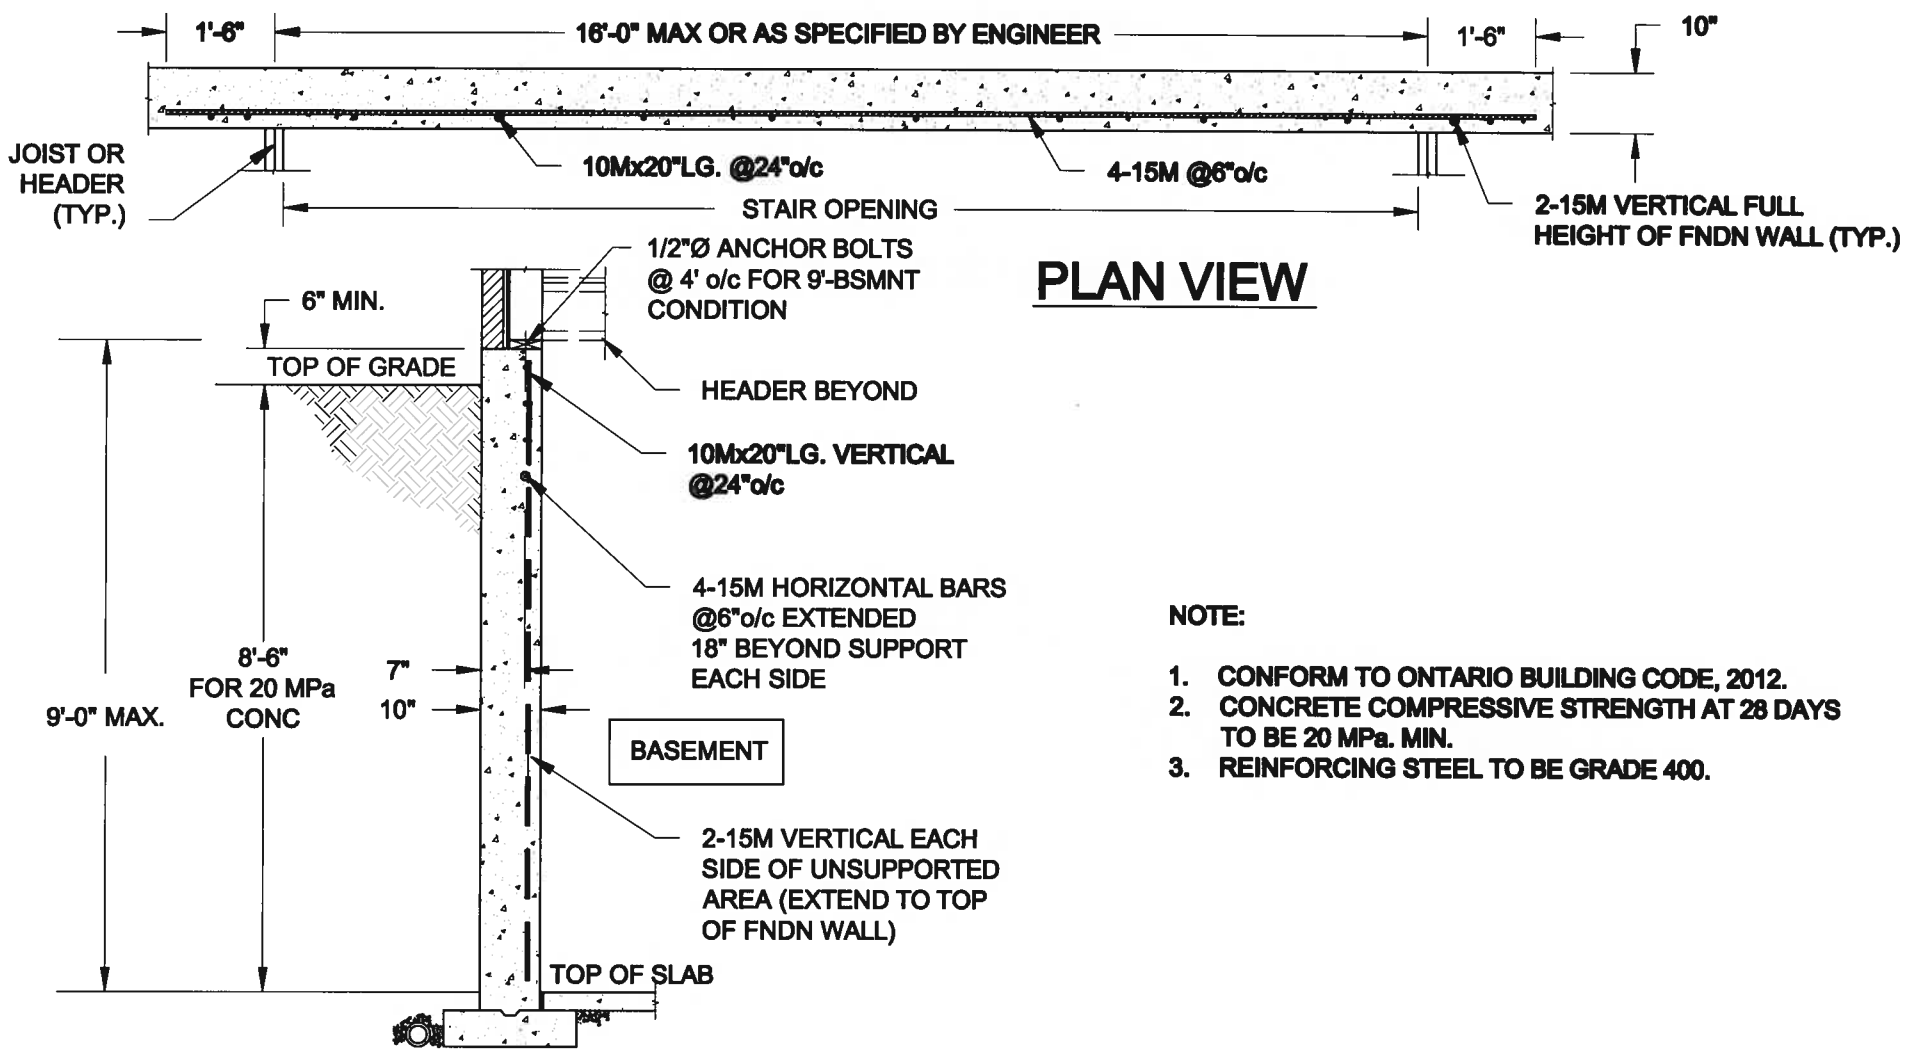 1'-6"
16'-0" MAX OR AS SPECIFIED BY ENGINEER
1'-6"
10"
JOIST OR
HEADER
(TYP.)
10Mx20"LG. @24"o/c
4-15M @6"o/c
STAIR OPENING
2-15M VERTICAL FULL
HEIGHT OF FNDN WALL (TYP.)
PLAN VIEW
1/2"Ø ANCHOR BOLTS
@ 4' o/c FOR 9'-BSMNT
CONDITION
6" MIN.
TOP OF GRADE
HEADER BEYOND
10Mx20"LG. VERTICAL
@24"o/c
4-15M HORIZONTAL BARS
@6"o/c EXTENDED
18" BEYOND SUPPORT
EACH SIDE
8'-6"
FOR 20 MPa
CONC
9'-0" MAX.
7"
10"
BASEMENT
2-15M VERTICAL EACH
SIDE OF UNSUPPORTED
AREA (EXTEND TO TOP
OF FNDN WALL)
TOP OF SLAB
NOTE:
1. CONFORM TO ONTARIO BUILDING CODE, 2012.
2. CONCRETE COMPRESSIVE STRENGTH AT 28 DAYS
TO BE 20 MPa. MIN.
3. REINFORCING STEEL TO BE GRADE 400.